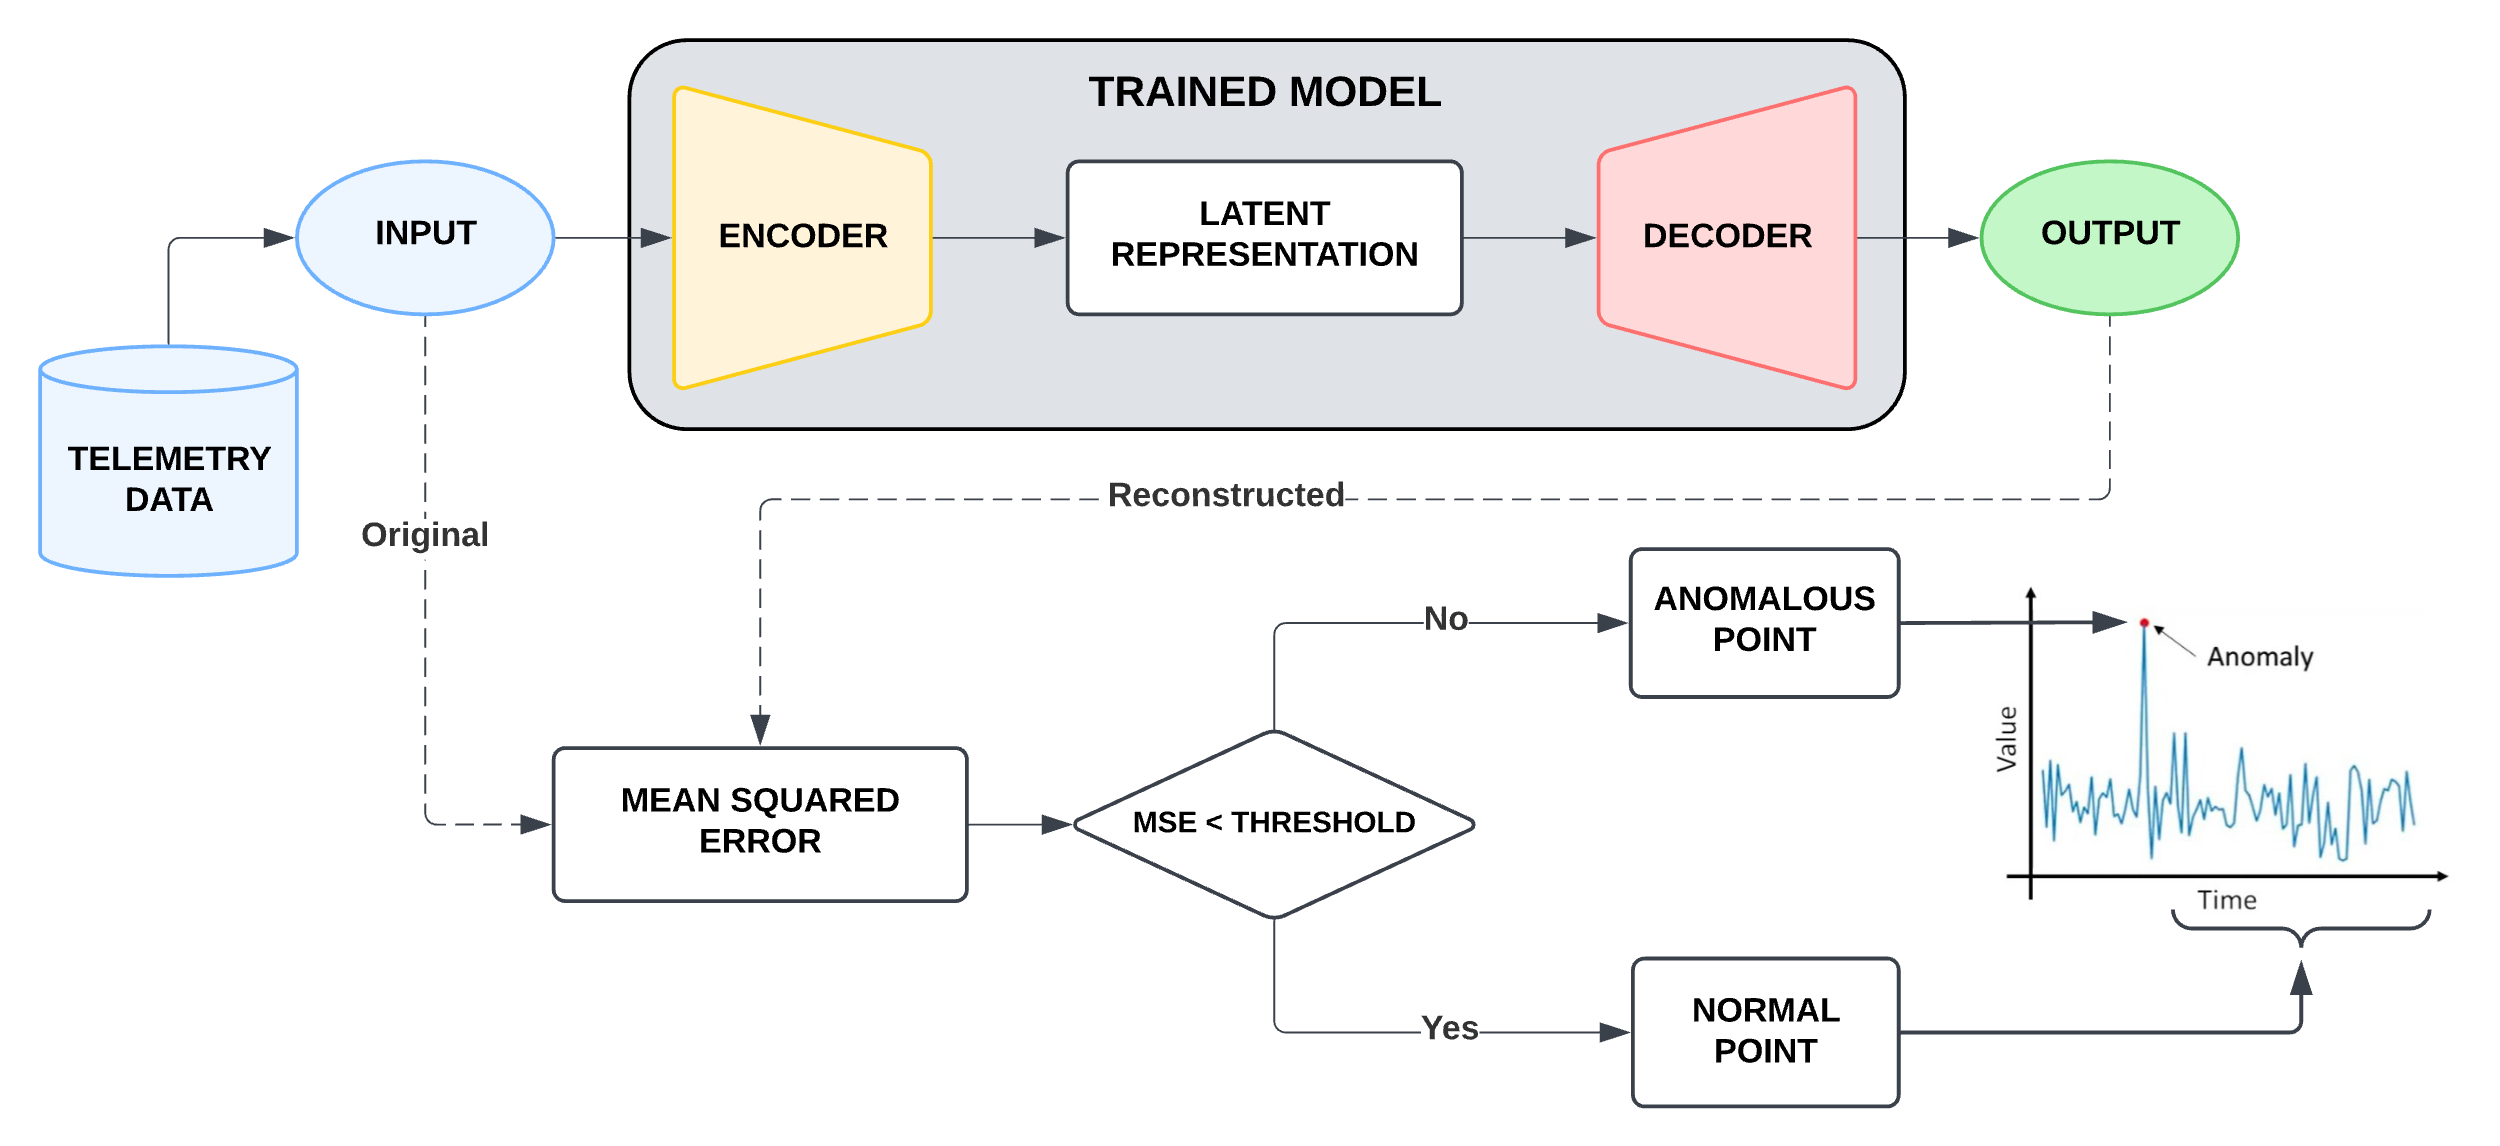 TRAINED MODEL
INPUT
ENCODER
LATENT
REPRESENTATION
DECODER
OUTPUT
TELEMETRY
DATA
Original
Reconstructed
MEAN SQUARED
ERROR
MSE < THRESHOLD
No
ANOMALOUS
POINT
Anomaly
Value
Time
Yes
NORMAL
POINT